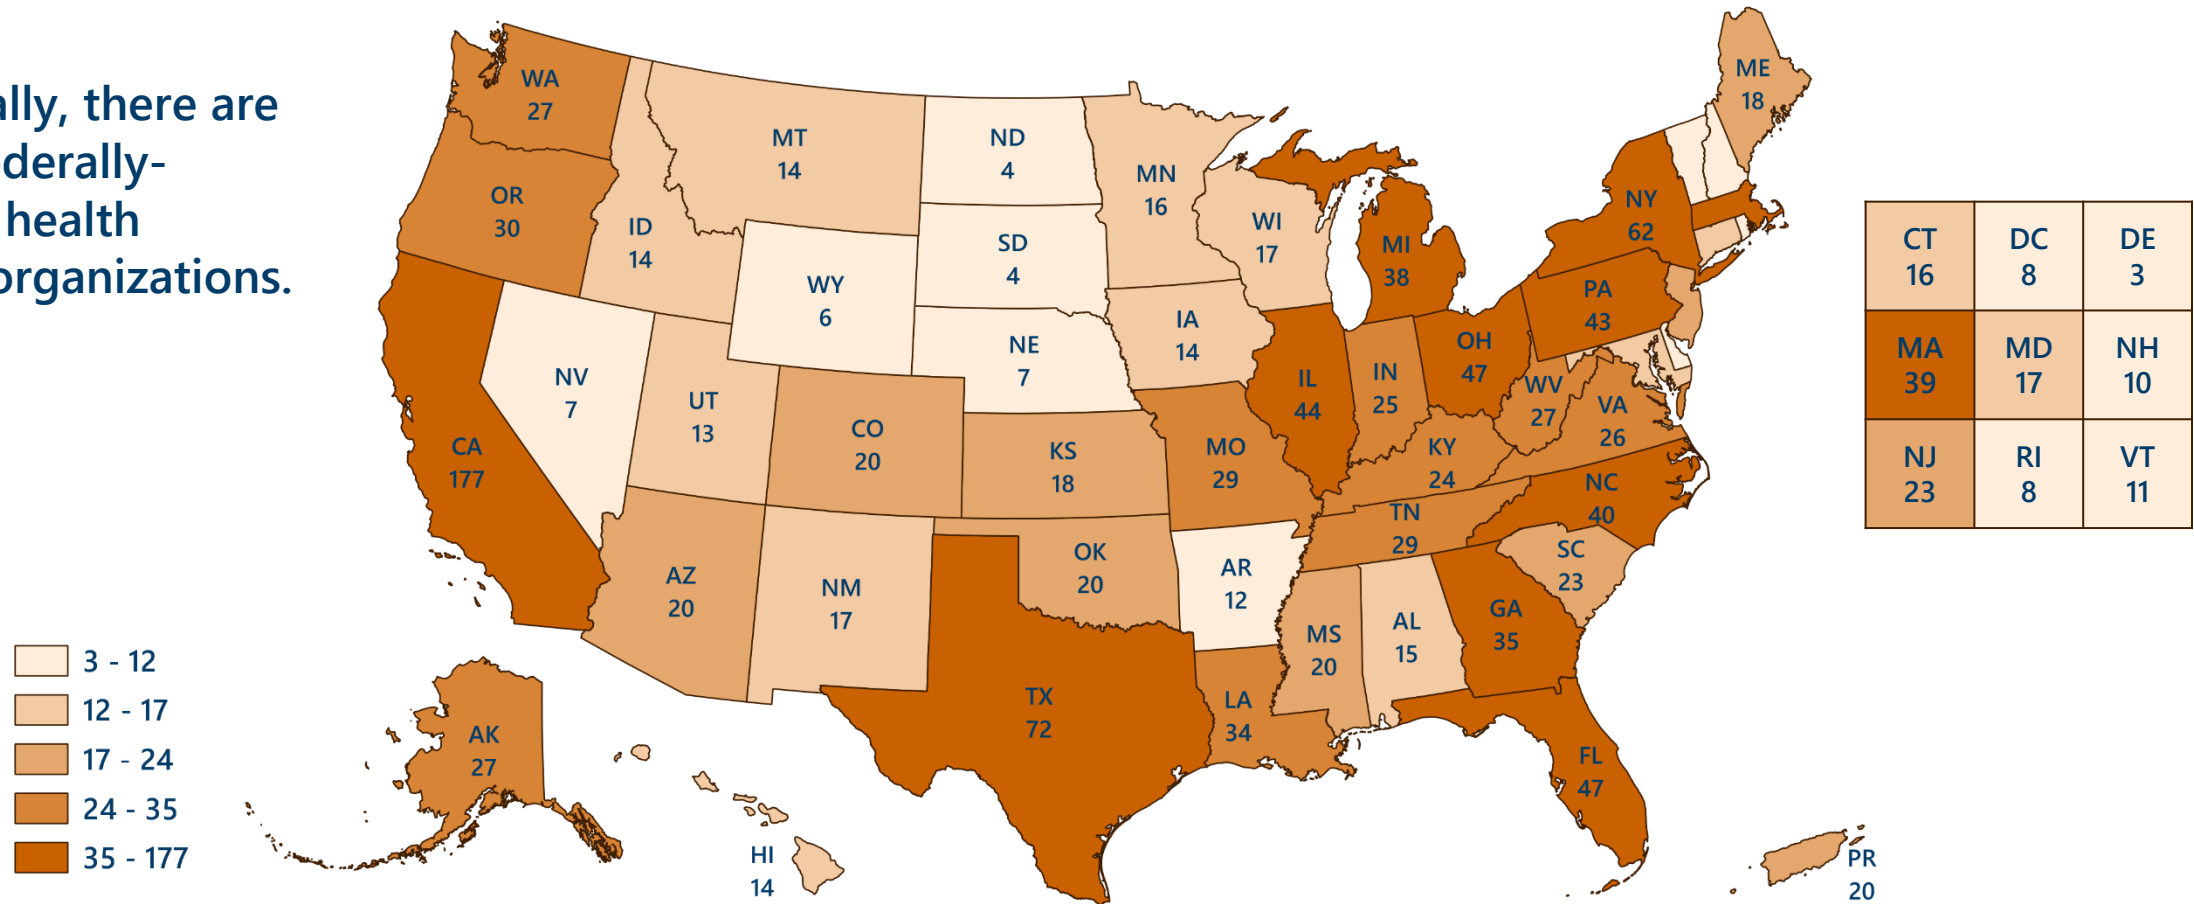 ally, there are
derally-
health
organizations.
WA
27
OR
30
CA
177
NV
7
ID
14
MT
14
WY
6
UT
13
CO
20
AZ
20
NM
17
ND
4
SD
4
NE
7
KS
18
OK
20
TX
72
MN
16
IA
14
MO
29
AR
12
LA
34
WI
17
IL
44
MI
38
IN
25
OH
47
KY
24
TN
29
MS
20
AL
15
GA
35
FL
47
SC
23
NC
40
VA
26
WV
27
PA
43
NY
62
ME
18
AK
27
HI
14
PR
20
CT
16
DC
8
DE
3
MA
39
MD
17
NH
10
NJ
23
RI
8
VT
11
3 - 12
12 - 17
17 - 24
24 - 35
35 - 177